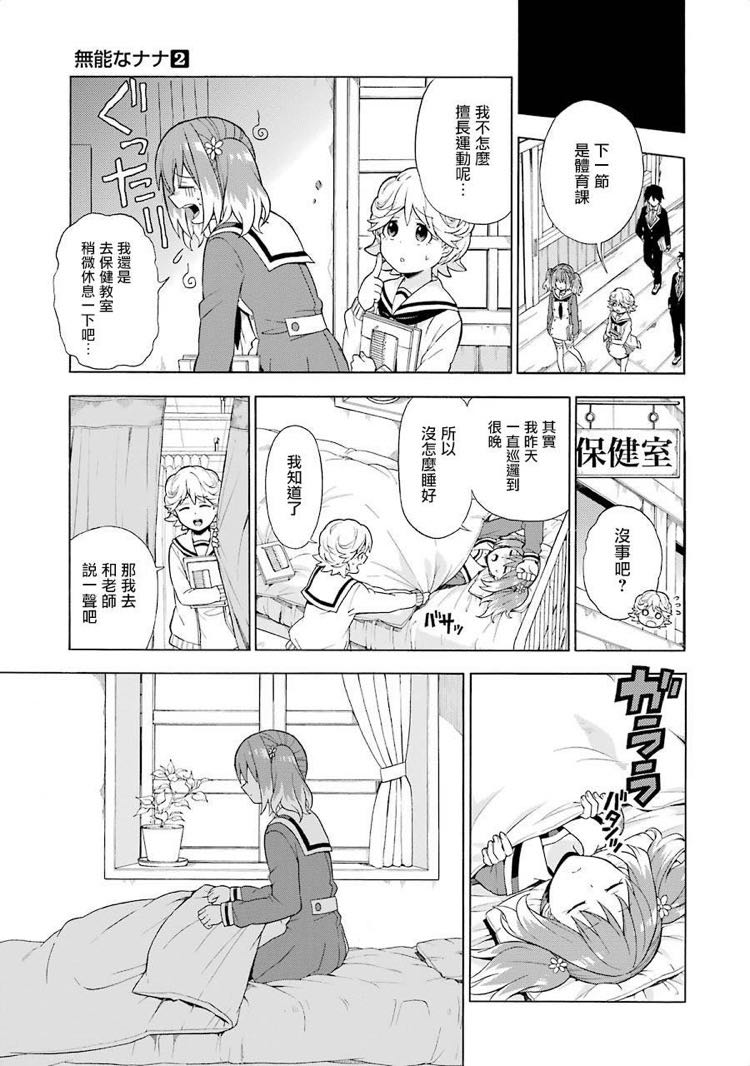 無能なナナ2
下一節
是體育課
我不怎麼
擅長運動呢…
ぐったり
我還是
去保健教室
稍微休息一下吧…
保健室
沒事吧？
其實
我昨天
一直巡邏到
很晚
所以
沒怎麼睡好
我知道了
バサッ
那我去
和老師
說一聲吧
ガララ
バタン